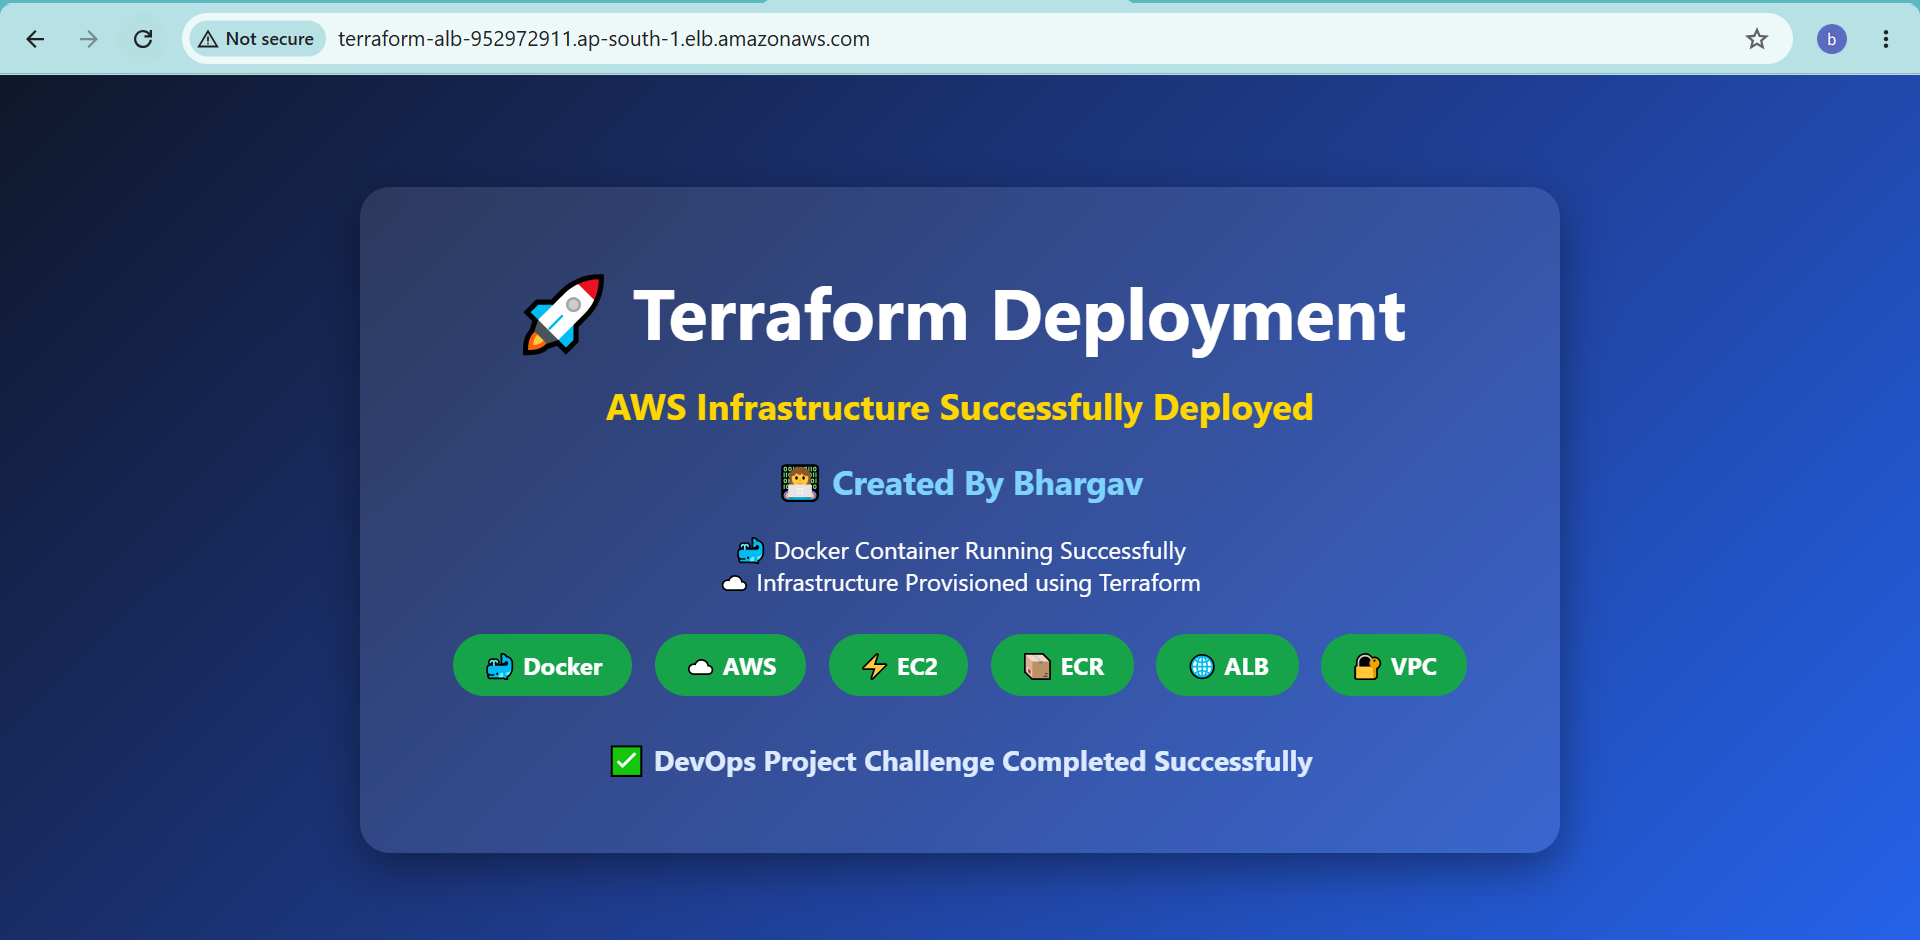 Not secure terraform-alb-952972911.ap-south-1.elb.amazonaws.com b
Terraform Deployment
AWS Infrastructure Successfully Deployed
Created By Bhargav
Docker Container Running Successfully
Infrastructure Provisioned using Terraform
Docker AWS EC2 ECR ALB VPC
DevOps Project Challenge Completed Successfully